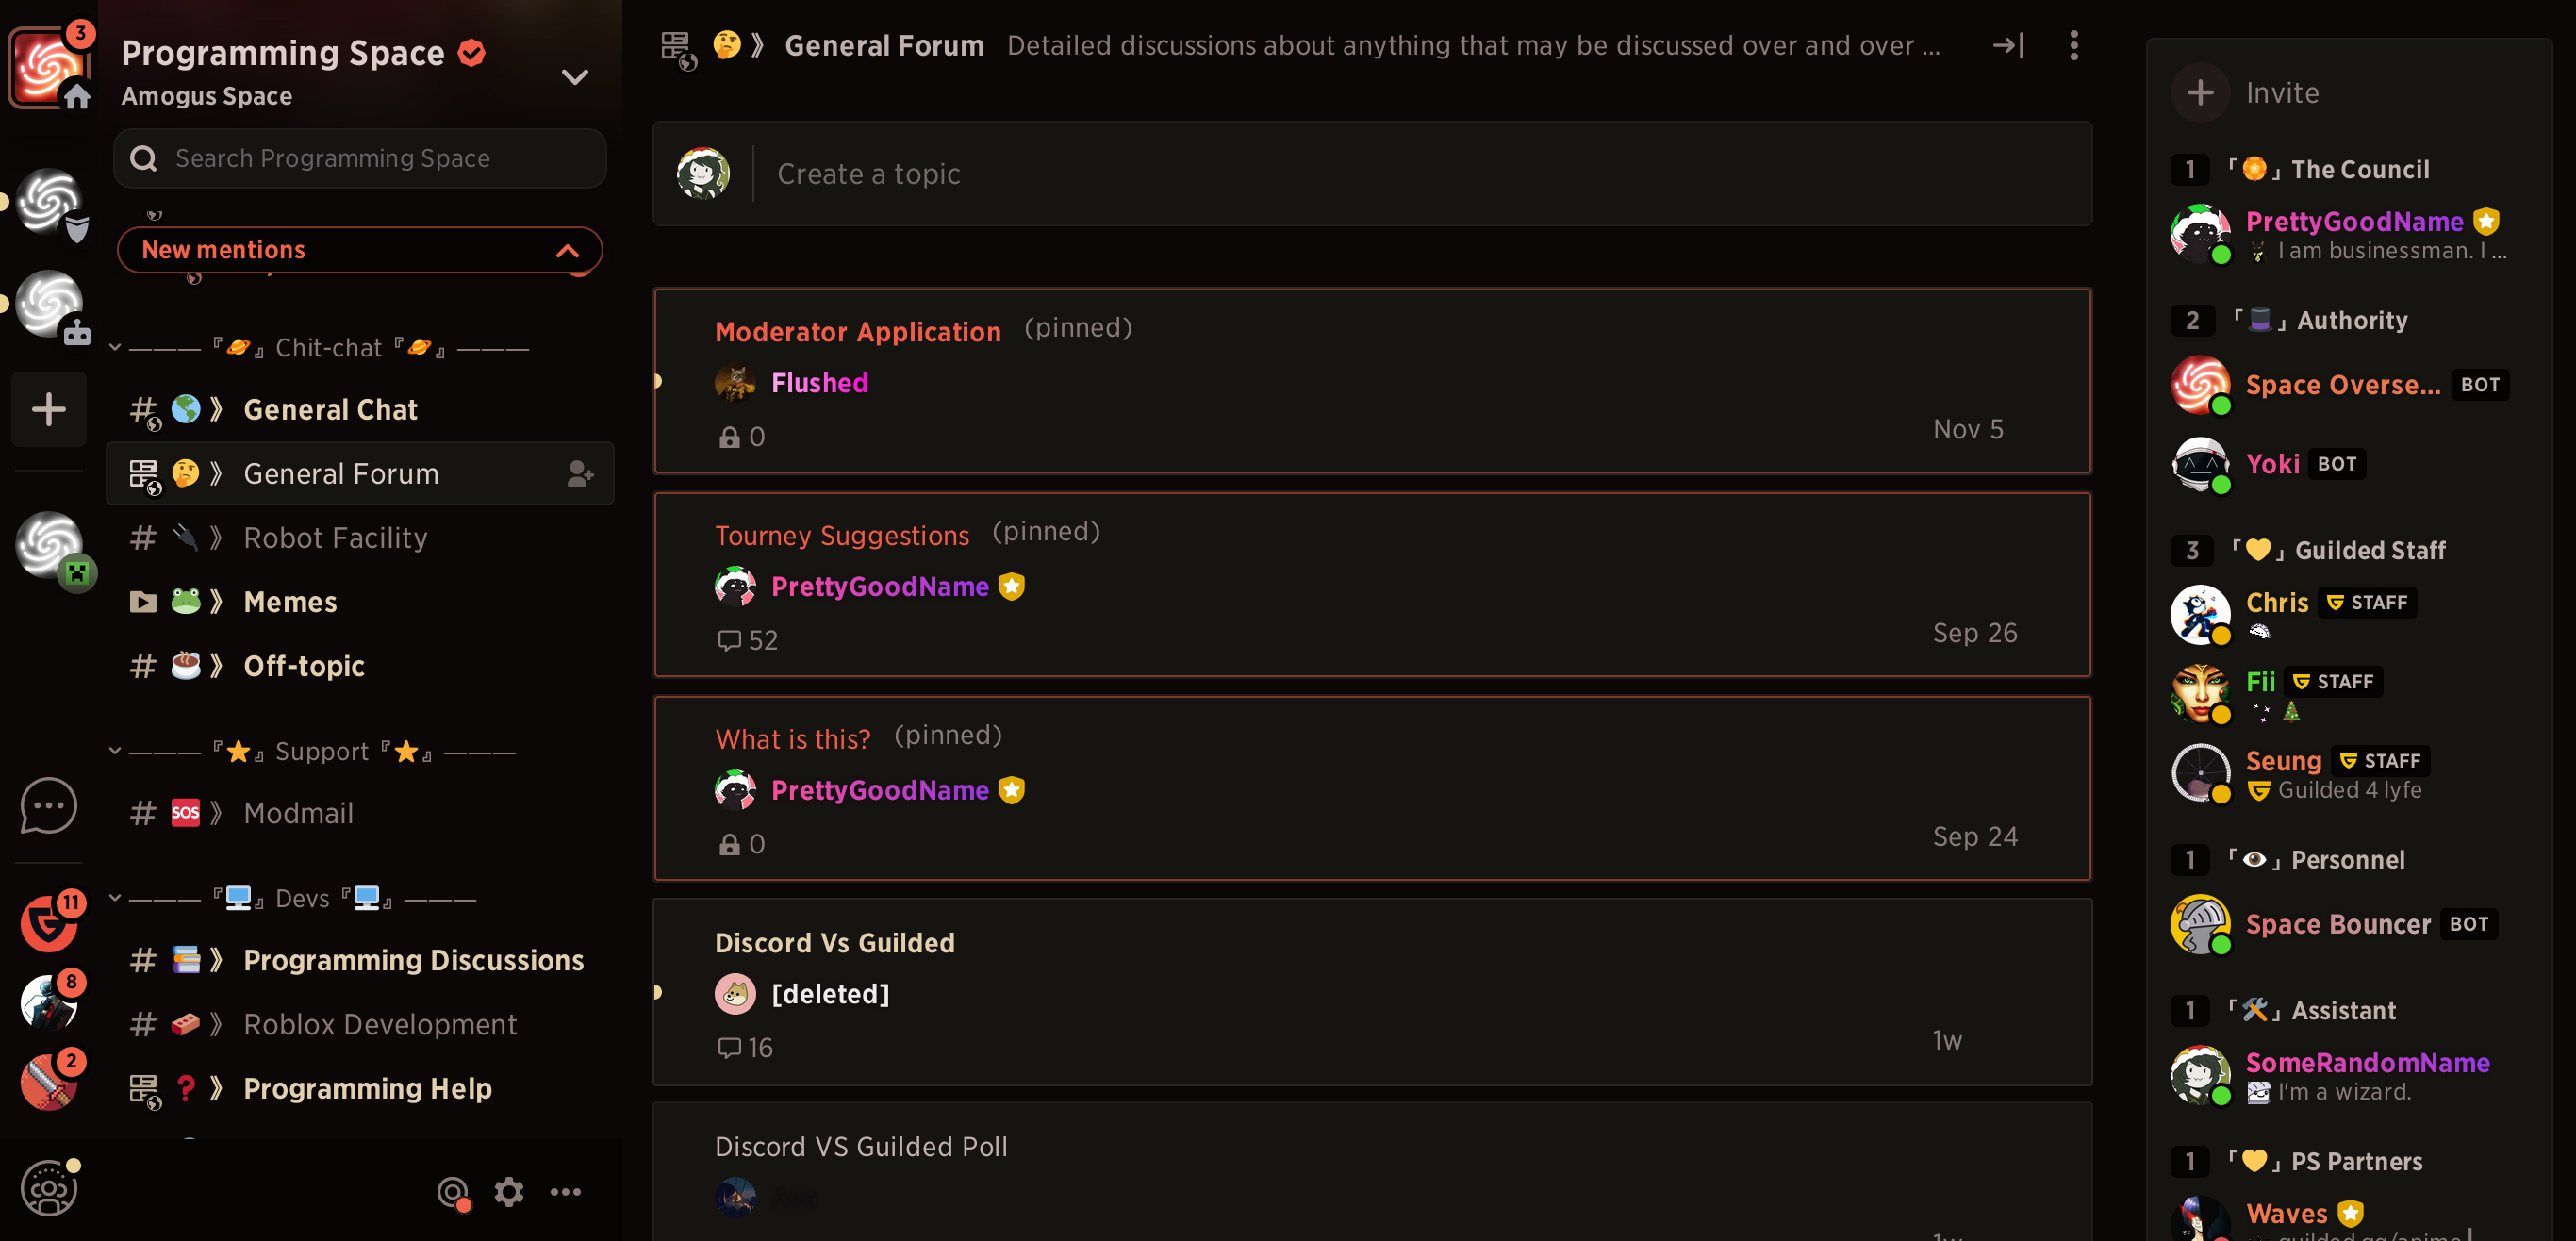 3
Programming Space
Amogus Space
Search Programming Space
New mentions
——— 『🪐』 Chit-chat 『🪐』 ———
🌎 》 General Chat
🤔 》 General Forum
🔌 》 Robot Facility
🐸 》 Memes
☕ 》 Off-topic
——— 『⭐』 Support 『⭐』 ———
🆘 》 Modmail
——— 『🖥️』 Devs 『🖥️』 ———
📚 》 Programming Discussions
🧱 》 Roblox Development
❓ 》 Programming Help
11
8
2
🤔 》 General Forum Detailed discussions about anything that may be discussed over and over ...
Create a topic
Moderator Application (pinned)
Flushed
0
Nov 5
Tourney Suggestions (pinned)
PrettyGoodName
52
Sep 26
What is this? (pinned)
PrettyGoodName
0
Sep 24
Discord Vs Guilded
[deleted]
16
1w
Discord VS Guilded Poll
Invite
1 「🏵️」 The Council
PrettyGoodName
I am businessman. I ...
2 「🎩」 Authority
Space Overse... BOT
Yoki BOT
3 「💛」 Guilded Staff
Chris STAFF
Fii STAFF
Seung STAFF
Guilded 4 lyfe
1 「👁️」 Personnel
Space Bouncer BOT
1 「🛠️」 Assistant
SomeRandomName
I'm a wizard.
1 「💛」 PS Partners
Waves